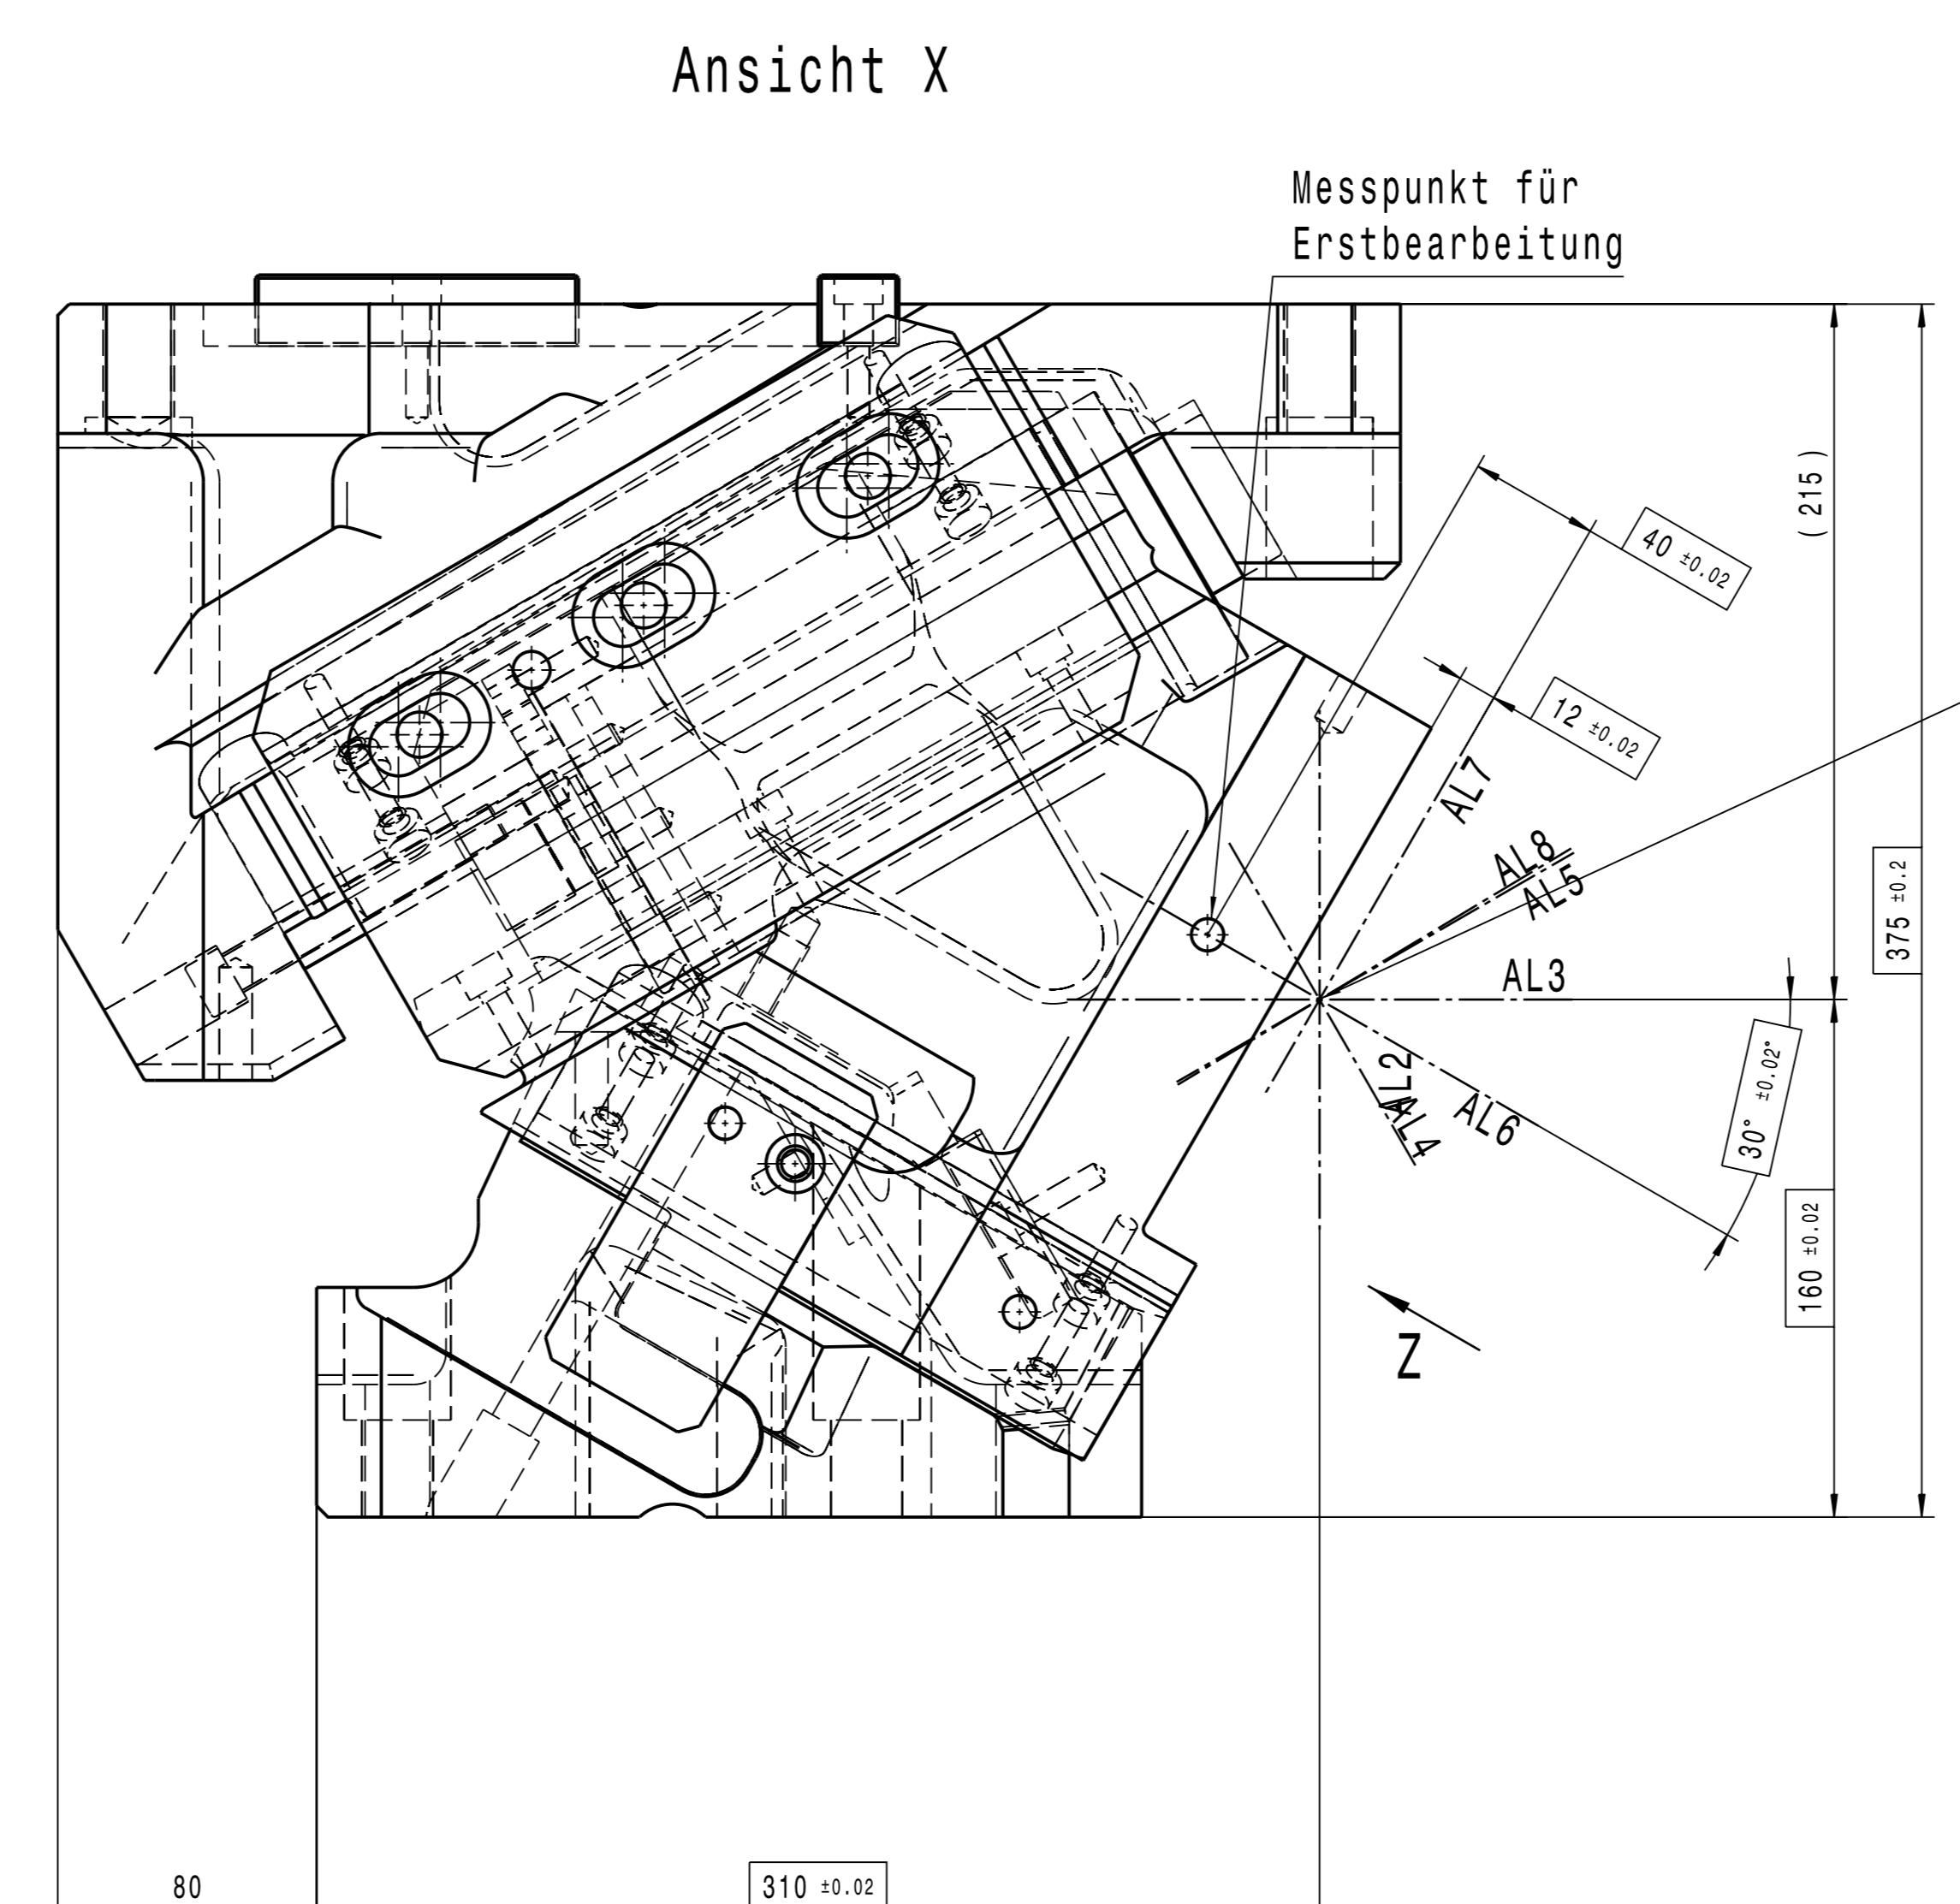 Ansicht X
Messpunkt für
Erstbearbeitung
(215)
40 ±0.02
12 ±0.02
AL7
AL8
AL5
375 ±0.2
AL3
AL2
AL4
AL6
30° ±0.02°
160 ±0.02
Z
80
310 ±0.02